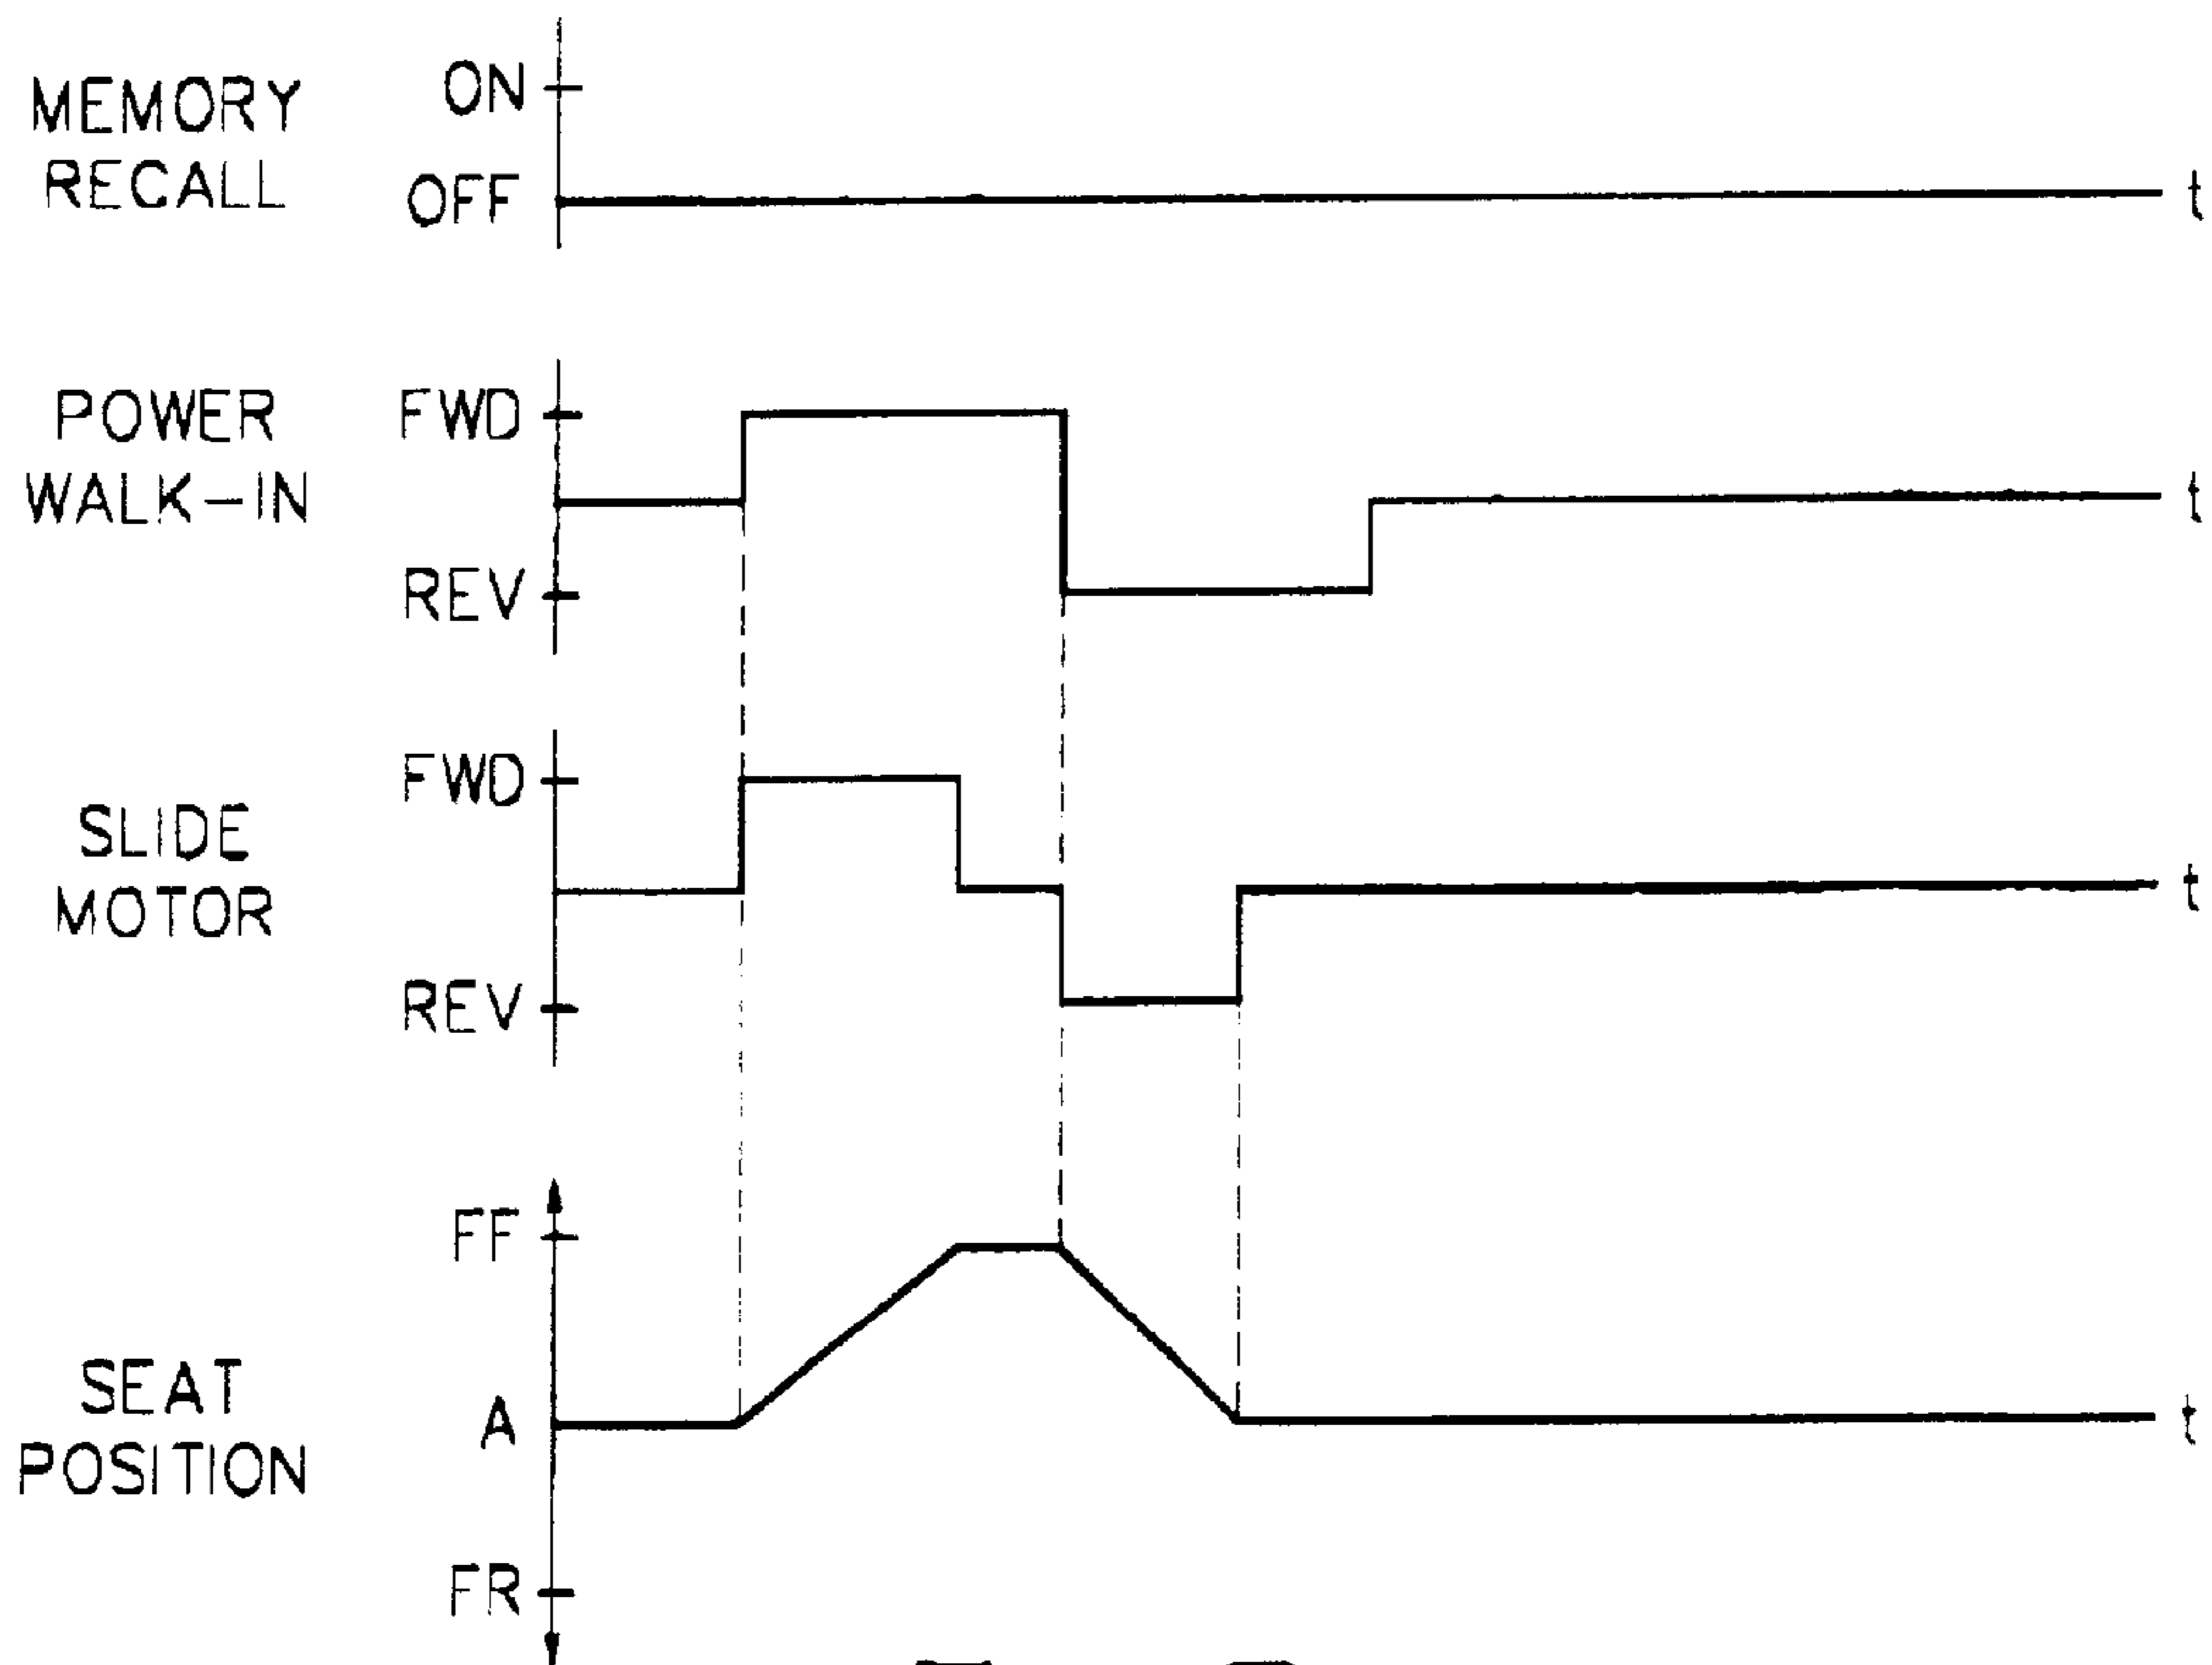 MEMORY
RECALL
ON
OFF
t
POWER
WALK-IN
FWD
REV
t
SLIDE
MOTOR
FWD
REV
t
SEAT
POSITION
FF
A
FR
t